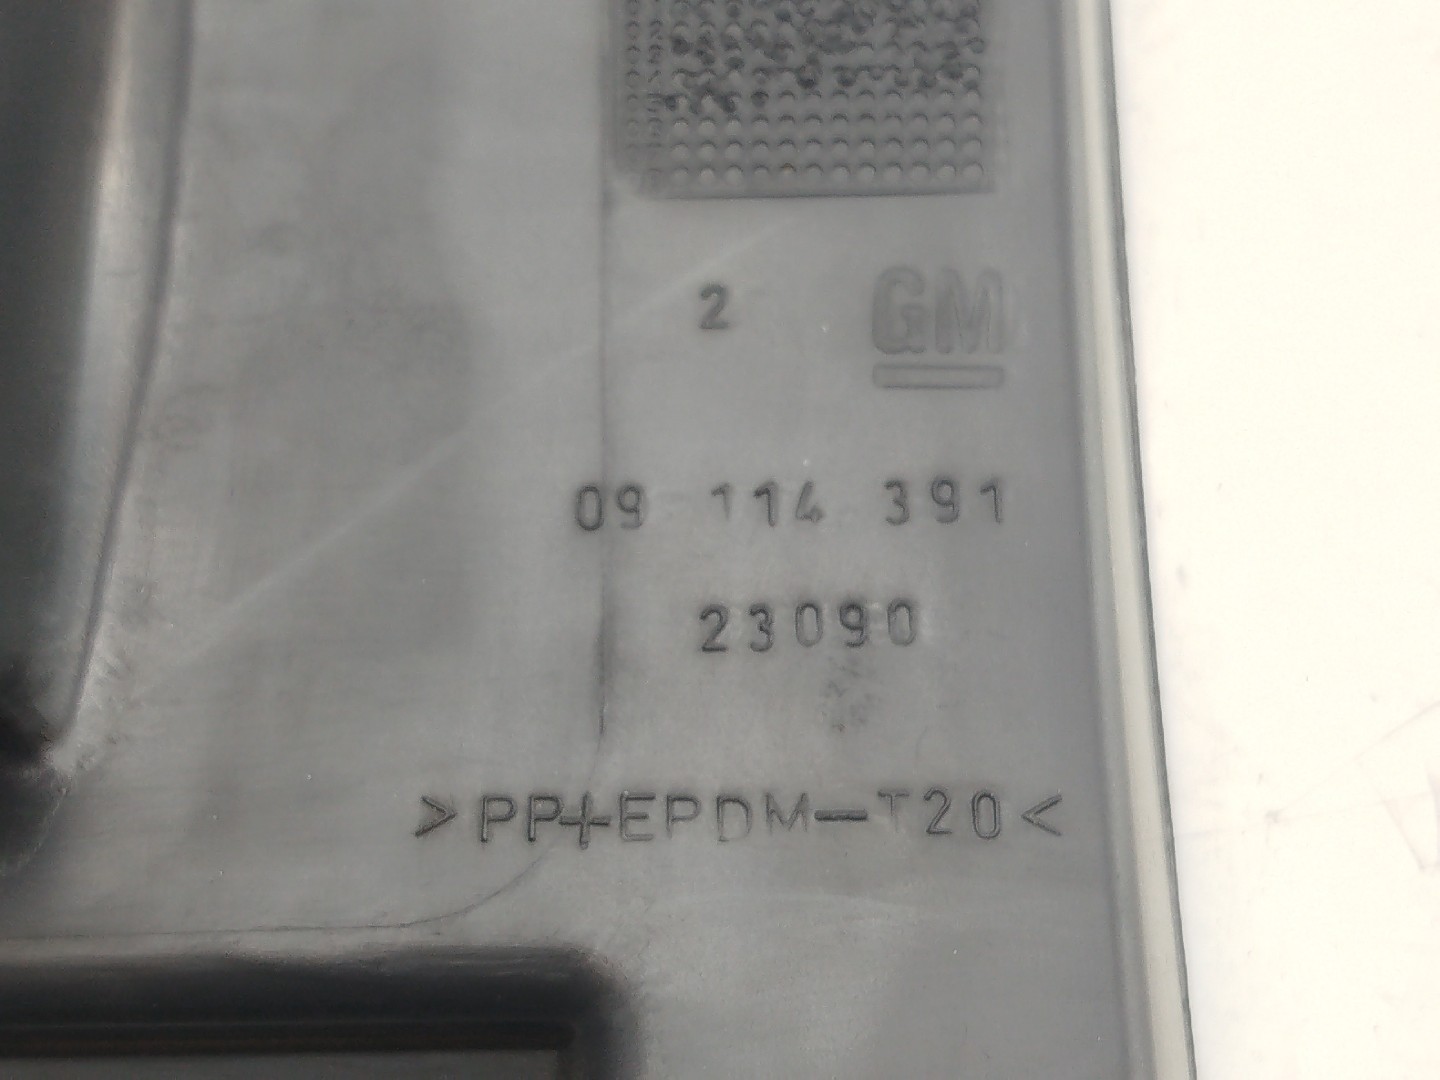 2 GM
09 114 391
23090
>PP+EPDM-T20<